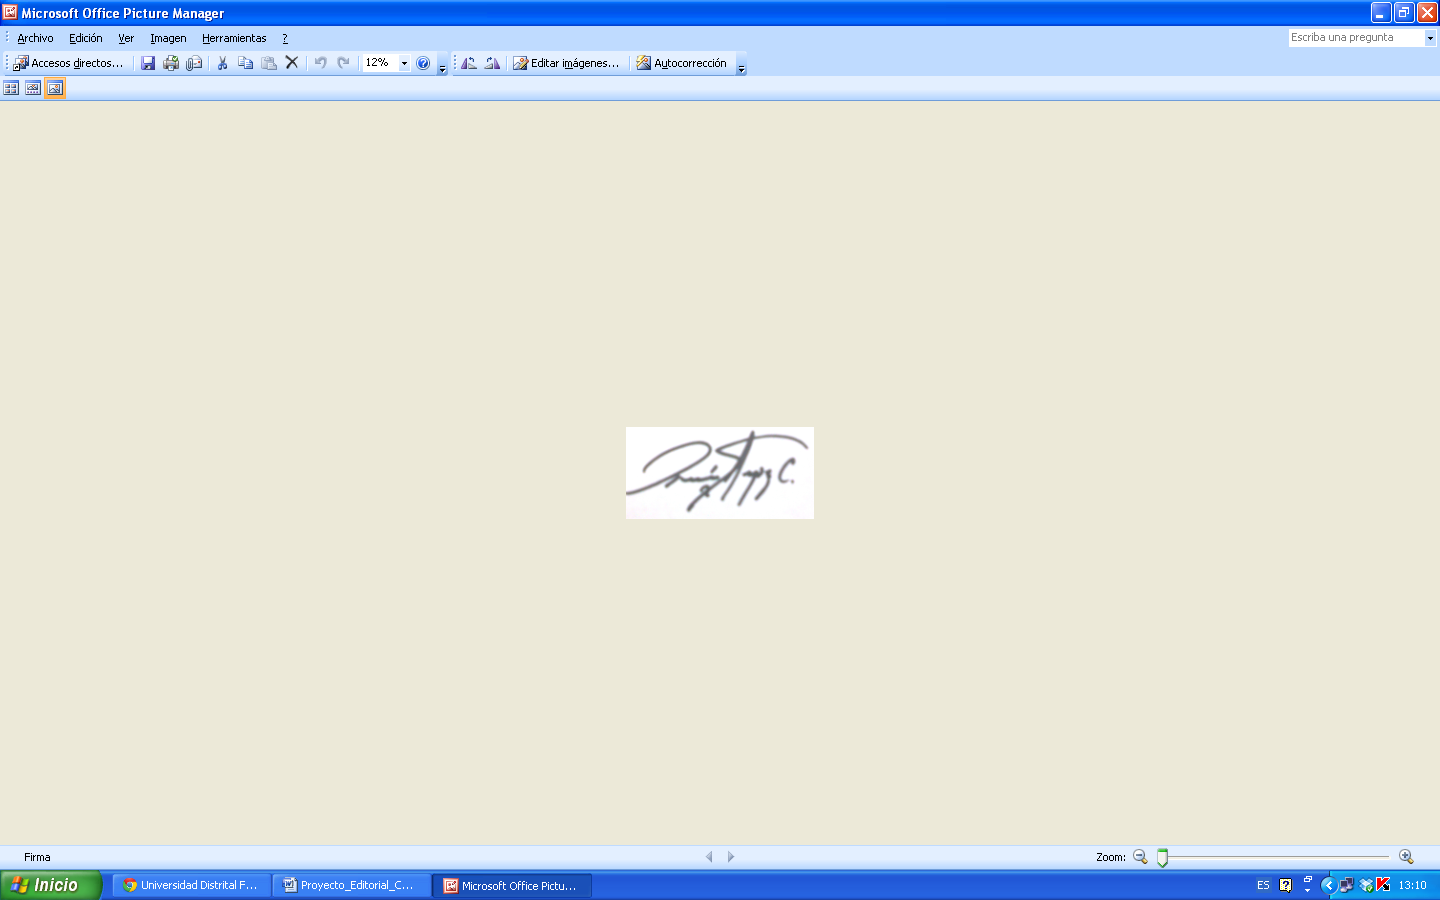 Microsoft Office Picture Manager
Archivo Edición Ver Imagen Herramientas ? Escriba una pregunta
Accesos directos... 12% Editar imágenes... Autocorrección
C.
Firma Zoom:
Inicio Universidad Distrital F... Proyecto_Editorial_C... Microsoft Office Pictu... ES 13:10